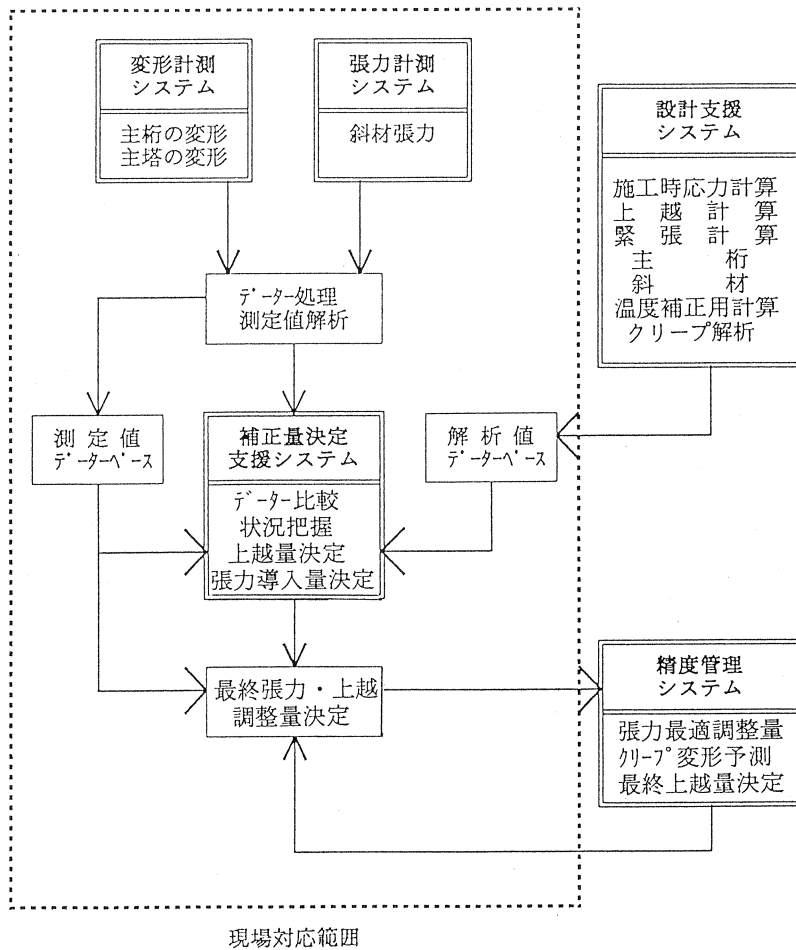 変形計測
システム
主桁の変形
主塔の変形
張力計測
システム
斜材張力
設計支援
システム
施工時応力計算
上越計算
緊張計算
主桁
斜材
温度補正用計算
クリープ解析
データー処理
測定値解析
測定値
データーベース
補正量決定
支援システム
データー比較
状況把握
上越量決定
張力導入量決定
解析値
データーベース
最終張力・上越
調整量決定
精度管理
システム
張力最適調整量
クリープ変形予測
最終上越量決定
現場対応範囲